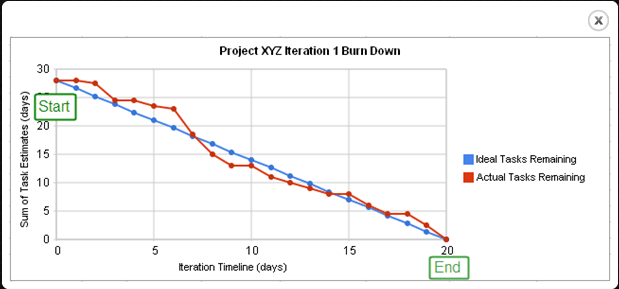 Project XYZ Iteration 1 Burn Down
30
Start
20
15
10
5
0
Sum of Task Estimates (days)
0 5 10 15 20
Iteration Timeline (days)
End
Ideal Tasks Remaining
Actual Tasks Remaining